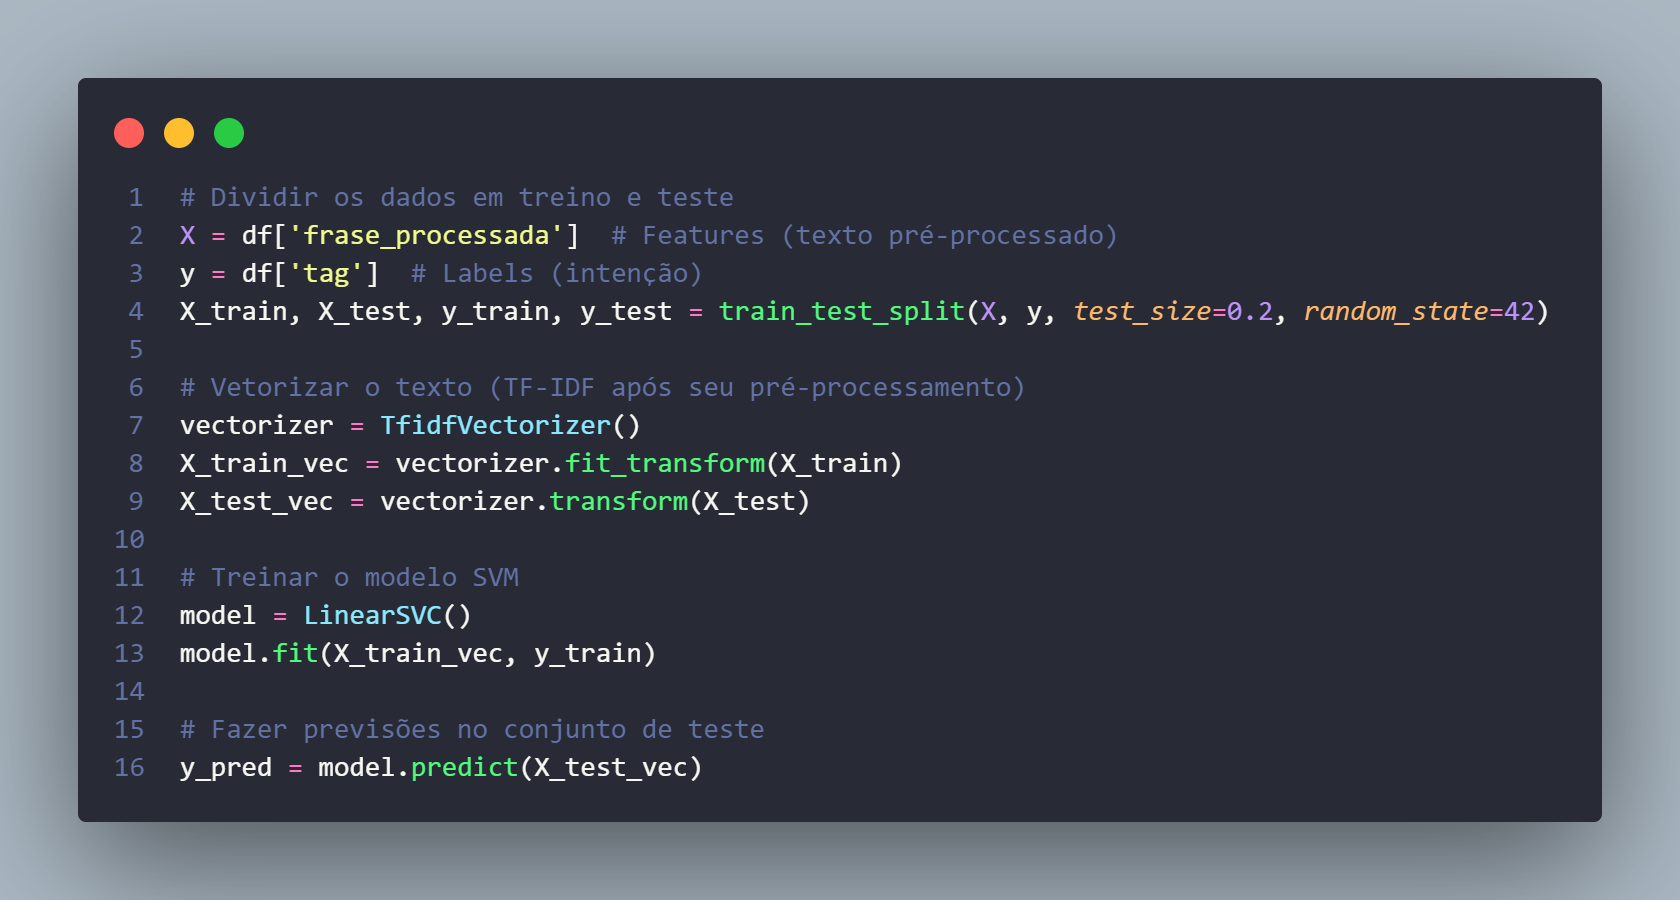 1 # Dividir os dados em treino e teste
2 X = df['frase_processada']  # Features (texto pré-processado)
3 y = df['tag']  # Labels (intenção)
4 X_train, X_test, y_train, y_test = train_test_split(X, y, test_size=0.2, random_state=42)
5
6 # Vetorizar o texto (TF-IDF após seu pré-processamento)
7 vectorizer = TfidfVectorizer()
8 X_train_vec = vectorizer.fit_transform(X_train)
9 X_test_vec = vectorizer.transform(X_test)
10
11 # Treinar o modelo SVM
12 model = LinearSVC()
13 model.fit(X_train_vec, y_train)
14
15 # Fazer previsões no conjunto de teste
16 y_pred = model.predict(X_test_vec)